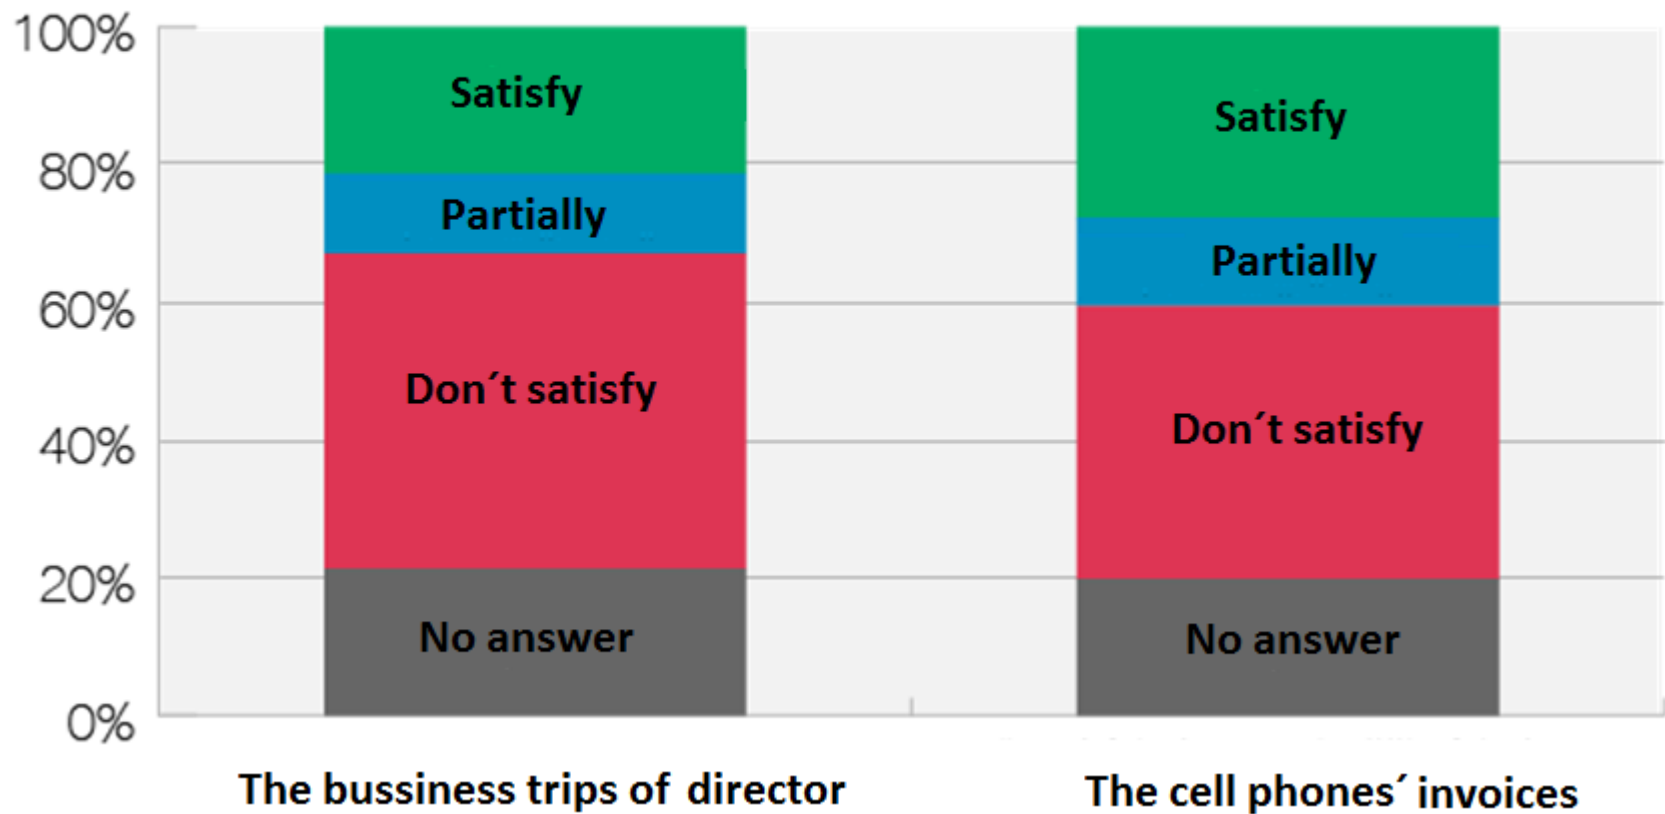 100%
80%
60%
40%
20%
0%
Satisfy
Partially
Don´t satisfy
No answer
Satisfy
Partially
Don´t satisfy
No answer
The bussiness trips of director
The cell phones´ invoices